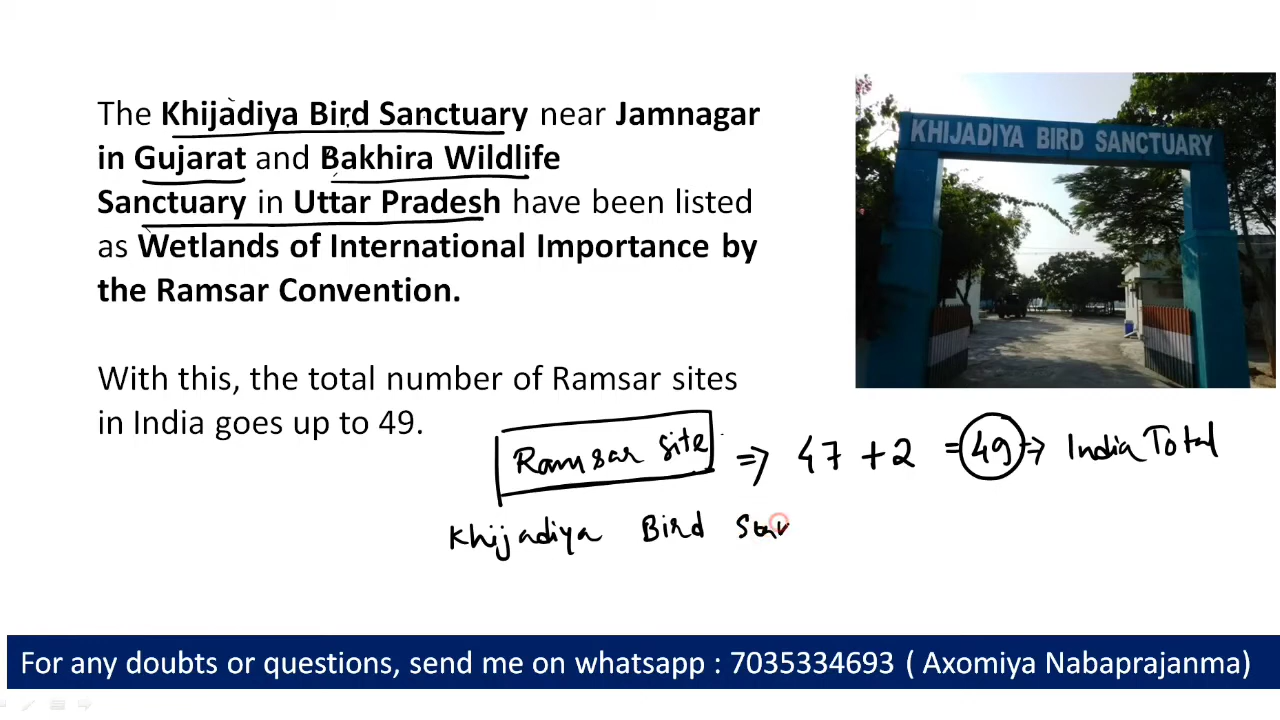 The Khijadiya Bird Sanctuary near Jamnagar
in Gujarat and Bakhira Wildlife
Sanctuary in Uttar Pradesh have been listed
as Wetlands of International Importance by
the Ramsar Convention.
KHIJADIYA BIRD SANCTUARY
With this, the total number of Ramsar sites
in India goes up to 49.
Ramsar site => 47 + 2 = 49 → India Total
Khijadiya Bird
For any doubts or questions, send me on whatsapp : 7035334693 ( Axomiya Nabaprajanma)